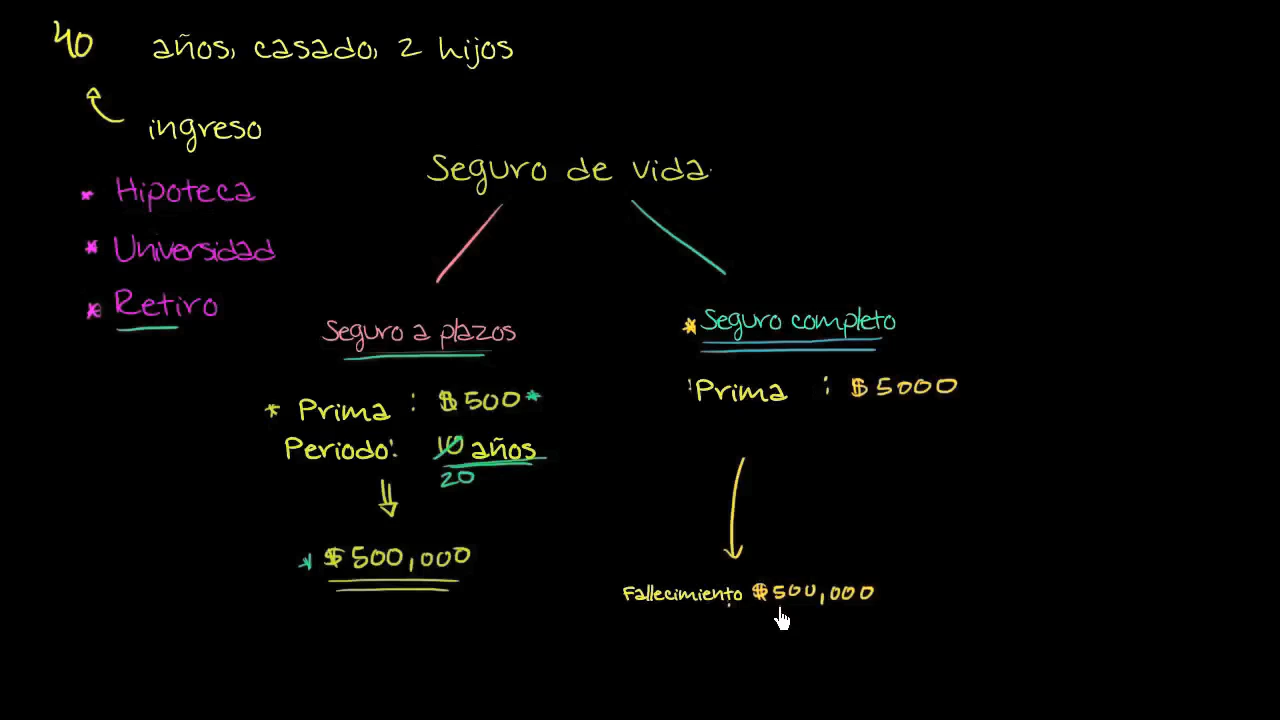 40 años, casado, 2 hijos
ingreso
* Hipoteca
* Universidad
* Retiro
Seguro de vida
Seguro a plazos
* Prima : $500 *
Periodo: 10 años
20
* $500,000
* Seguro completo
Prima : $5000
Fallecimiento $500,000